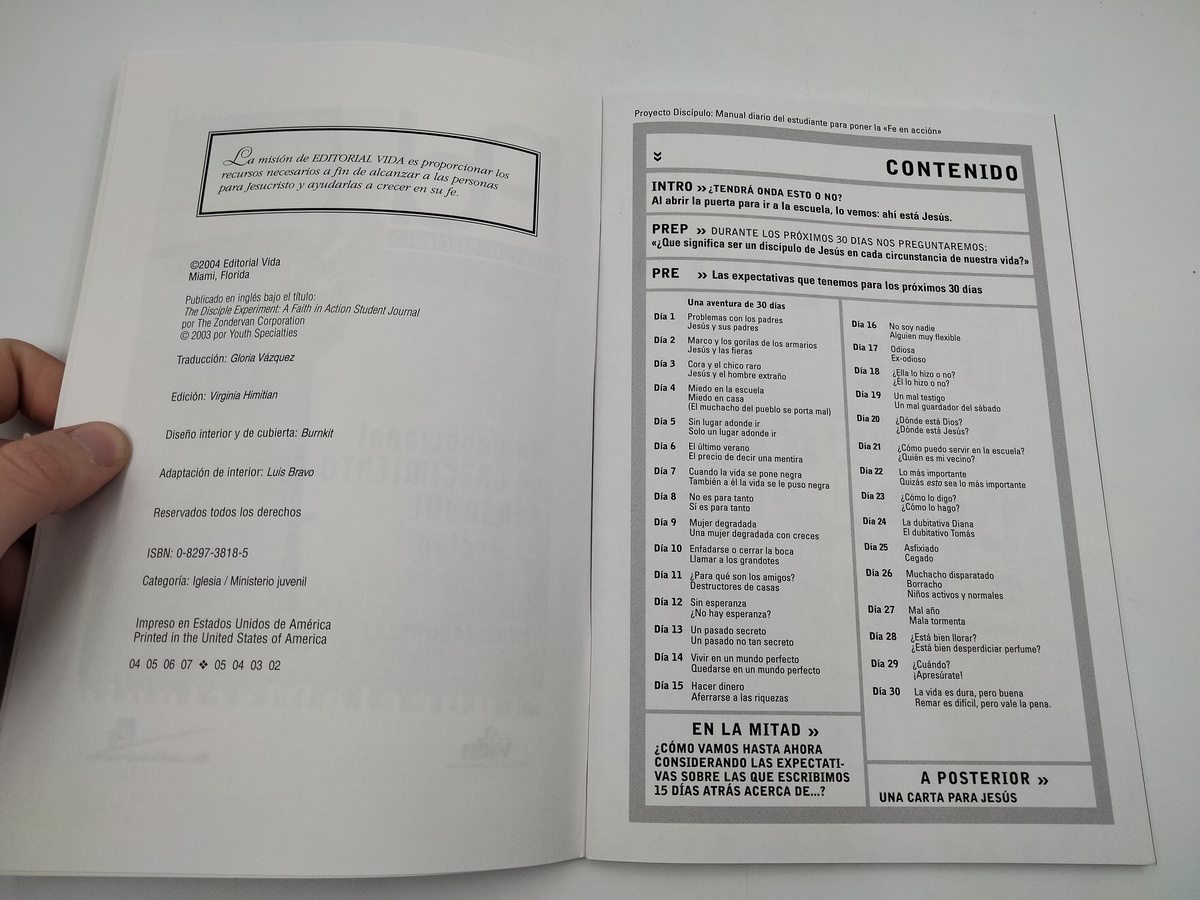 La misión de EDITORIAL VIDA es proporcionar los
recursos necesarios a fin de alcanzar a las personas
para Jesucristo y ayudarlas a crecer en su fe.
©2004 Editorial Vida
Miami, Florida
Publicado en inglés bajo el título:
The Disciple Experiment: A Faith in Action Student Journal
por The Zondervan Corporation
© 2003 por Youth Specialties
Traducción: Gloria Vázquez
Edición: Virginia Himitian
Diseño interior y de cubierta: Burnkit
Adaptación de interior: Luis Bravo
Reservados todos los derechos
ISBN: 0-8297-3818-5
Categoría: Iglesia / Ministerio juvenil
Impreso en Estados Unidos de América
Printed in the United States of America
04 05 06 07 ❖ 05 04 03 02
Proyecto Discípulo: Manual diario del estudiante para poner la «Fe en acción»
CONTENIDO
INTRO » ¿TENDRÁ ONDA ESTO O NO?
Al abrir la puerta para ir a la escuela, lo vemos: ahí está Jesús.
PREP » DURANTE LOS PRÓXIMOS 30 DIAS NOS PREGUNTAREMOS:
«¿Que significa ser un discípulo de Jesús en cada circunstancia de nuestra vida?»
PRE » Las expectativas que tenemos para los próximos 30 días
Una aventura de 30 días
Día 1 Problemas con los padres
Jesús y sus padres
Día 2 Marco y los gorilas de los armarios
Jesús y las fieras
Día 3 Cora y el chico raro
Jesús y el hombre extraño
Día 4 Miedo en la escuela
Miedo en casa
(El muchacho del pueblo se porta mal)
Día 5 Sin lugar adonde ir
Solo un lugar adonde ir
Día 6 El último verano
El precio de decir una mentira
Día 7 Cuando la vida se pone negra
También a él la vida se le puso negra
Día 8 No es para tanto
Sí es para tanto
Día 9 Mujer degradada
Una mujer degradada con creces
Día 10 Enfadarse o cerrar la boca
Llamar a los grandotes
Día 11 ¿Para qué son los amigos?
Destructores de casas
Día 12 Sin esperanza
¿No hay esperanza?
Día 13 Un pasado secreto
Un pasado no tan secreto
Día 14 Vivir en un mundo perfecto
Quedarse en un mundo perfecto
Día 15 Hacer dinero
Aferrarse a las riquezas
EN LA MITAD »
¿CÓMO VAMOS HASTA AHORA
CONSIDERANDO LAS EXPECTATI-
VAS SOBRE LAS QUE ESCRIBIMOS
15 DÍAS ATRÁS ACERCA DE...?
Día 16 No soy nadie
Alguien muy flexible
Día 17 Odiosa
Ex-odioso
Día 18 ¿Ella lo hizo o no?
¿El lo hizo o no?
Día 19 Un mal testigo
Un mal guardador del sábado
Día 20 ¿Dónde está Dios?
¿Dónde está Jesús?
Día 21 ¿Cómo puedo servir en la escuela?
¿Quién es mi vecino?
Día 22 Lo más importante
Quizás esto sea lo más importante
Día 23 ¿Cómo lo digo?
¿Cómo lo hago?
Día 24 La dubitativa Diana
El dubitativo Tomás
Día 25 Asfixiado
Cegado
Día 26 Muchacho disparatado
Borracho
Niños activos y normales
Día 27 Mal año
Mala tormenta
Día 28 ¿Está bien llorar?
¿Está bien desperdiciar perfume?
Día 29 ¿Cuándo?
¡Apresúrate!
Día 30 La vida es dura, pero buena
Remar es difícil, pero vale la pena.
A POSTERIOR »
UNA CARTA PARA JESÚS